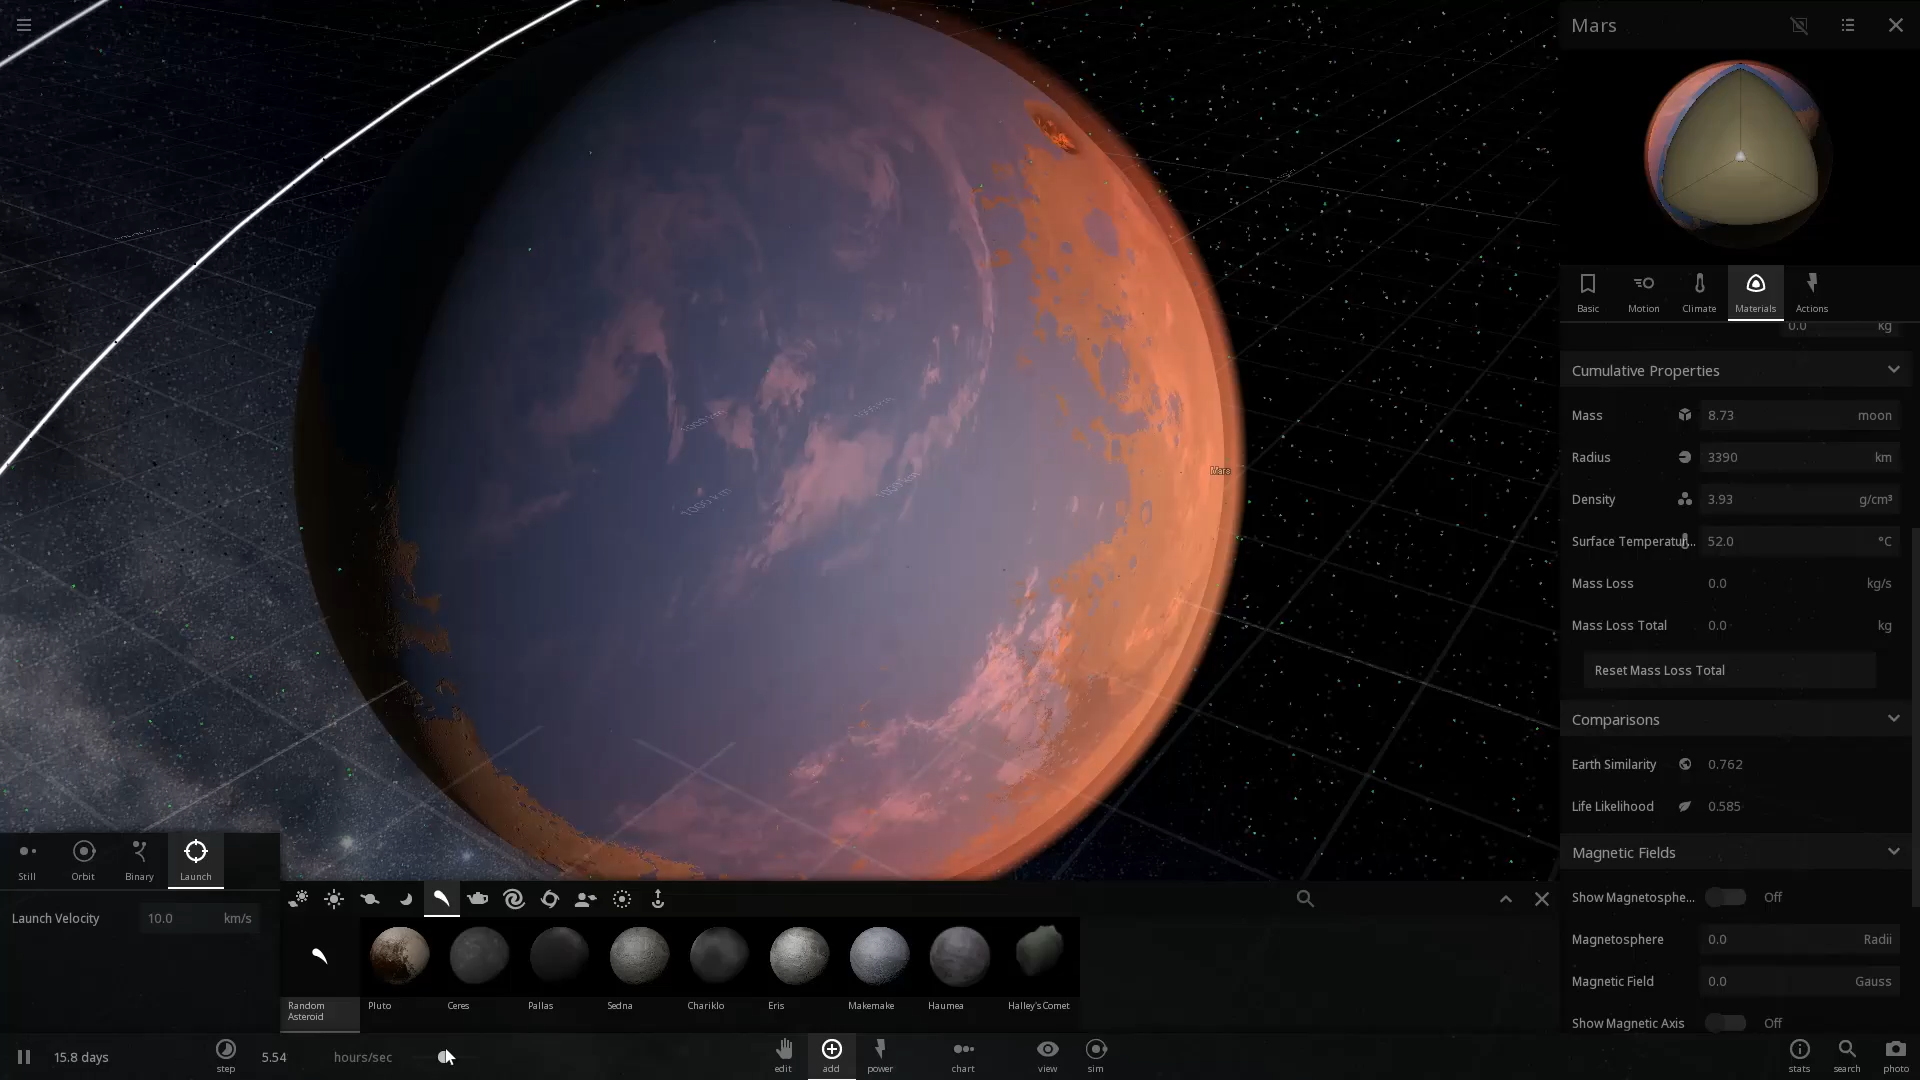 Mars
Basic
Motion
Climate
Materials
Actions
0.0 kg
Cumulative Properties
Mass 8.73 moon
Radius 3390 km
Density 3.93 g/cm³
Surface Temperatur... 52.0 °C
Mass Loss 0.0 kg/s
Mass Loss Total 0.0 kg
Reset Mass Loss Total
Comparisons
Earth Similarity 0.762
Life Likelihood 0.585
Magnetic Fields
Show Magnetosphe... Off
Magnetosphere 0.0 Radii
Magnetic Field 0.0 Gauss
Show Magnetic Axis Off
Mars
1000 km
1000 km
Still
Orbit
Binary
Launch
Launch Velocity 10.0 km/s
Random
Asteroid
Pluto
Ceres
Pallas
Sedna
Chariklo
Eris
Makemake
Haumea
Halley's Comet
15.8 days
step
5.54 hours/sec
edit
add
power
chart
view
sim
stats
search
photo